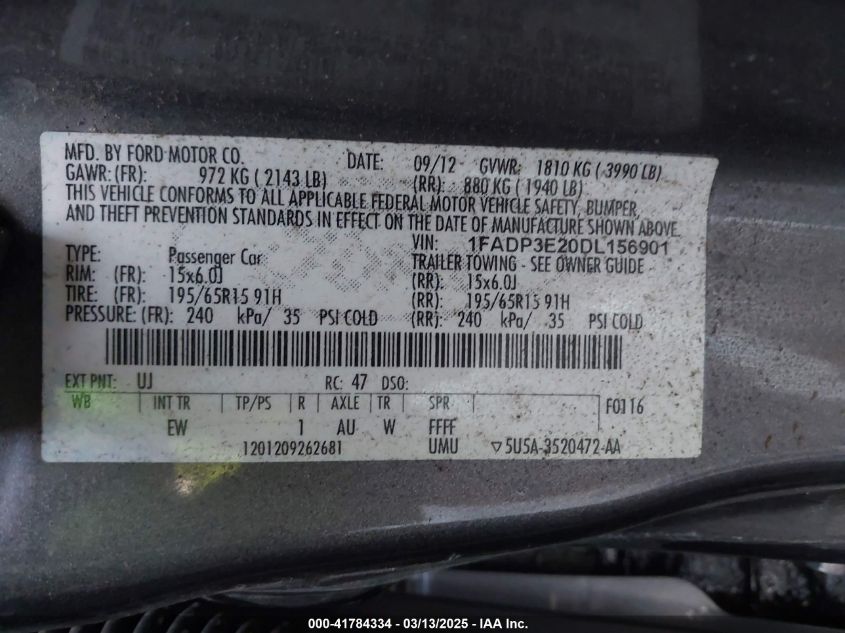 MFD. BY FORD MOTOR CO. DATE: 09/12 GVWR: 1810 KG ( 3990 LB)
GAWR: (FR): 972 KG ( 2143 LB) (RR): 880 KG ( 1940 LB)
THIS VEHICLE CONFORMS TO ALL APPLICABLE FEDERAL MOTOR VEHICLE SAFETY, BUMPER,
AND THEFT PREVENTION STANDARDS IN EFFECT ON THE DATE OF MANUFACTURE SHOWN ABOVE.
VIN: 1FADP3E20DL156901
TYPE: Passenger Car TRAILER TOWING - SEE OWNER GUIDE
RIM: (FR): 15x6.0J (RR): 15x6.0J
TIRE: (FR): 195/65R15 91H (RR): 195/65R15 91H
PRESSURE: (FR): 240 kPa/ 35 PSI COLD (RR): 240 kPa/ 35 PSI COLD
EXT PNT: UJ RC: 47 DSO:
WB INT TR TP/PS R AXLE TR SPR F0116
EW 1 AU W FFFF
1201209262681 UMU ▽5U5A-3520472-AA
000-41784334 / 03/13/2025 / IAA Inc.